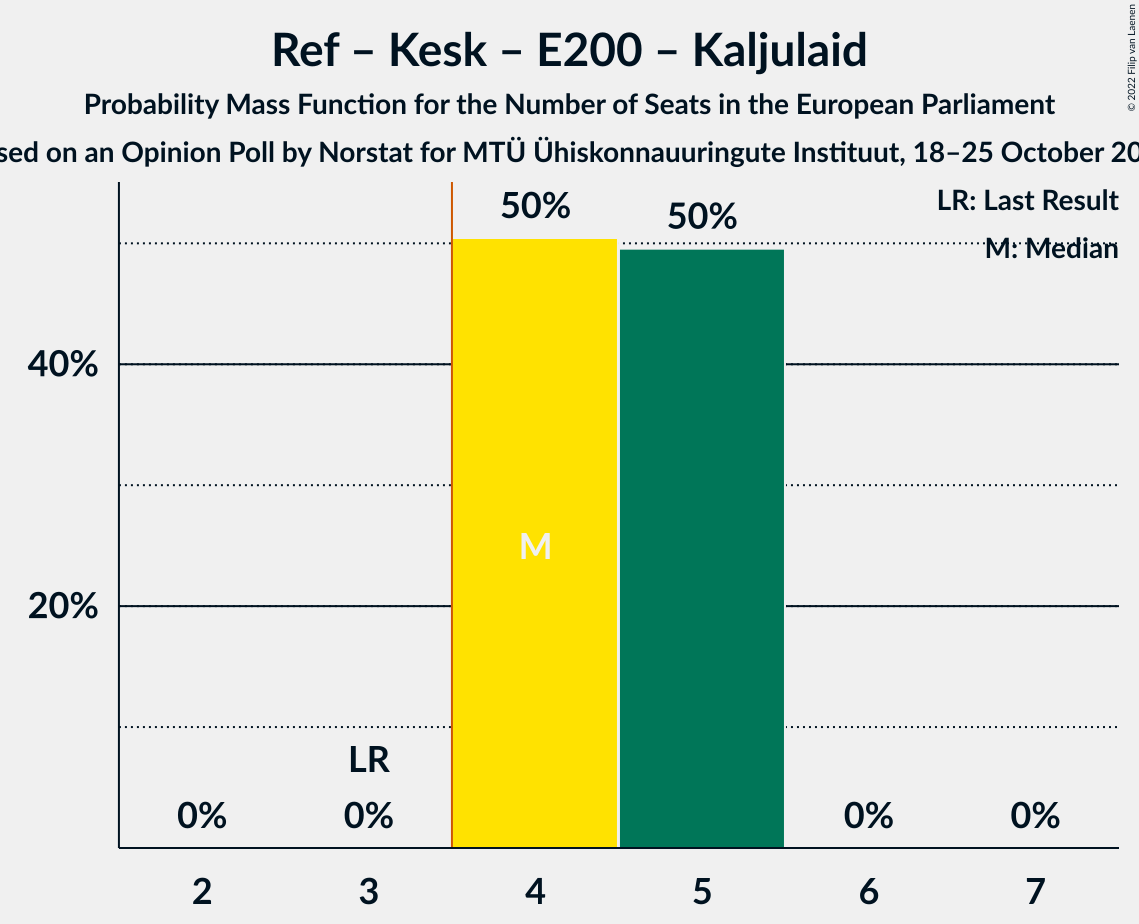 Ref – Kesk – E200 – Kaljulaid
Probability Mass Function for the Number of Seats in the European Parliament
sed on an Opinion Poll by Norstat for MTÜ Ühiskonnauuringute Instituut, 18–25 October 20
© 2022 Filip van Laenen
LR: Last Result
M: Median
50%
50%
40%
M
20%
LR
0%
0%
0%
0%
2
3
4
5
6
7